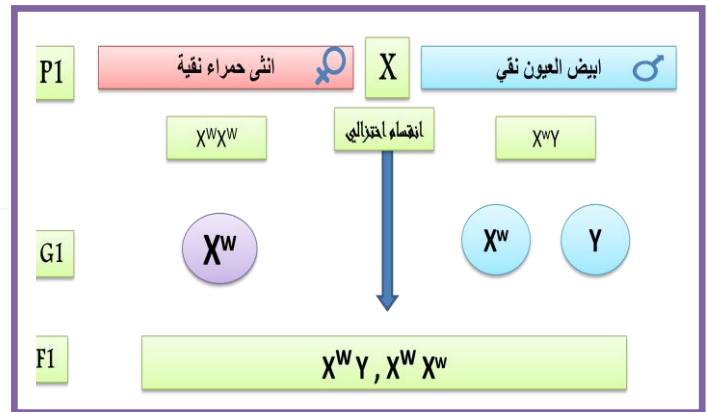 P1 انثى حمراء نقية ♀ X ابيض العيون نقي ♂
XᵂXᵂ انقسام اختزالي XʷY
G1 Xᵂ Xʷ Y
F1 XᵂY , XᵂXʷ